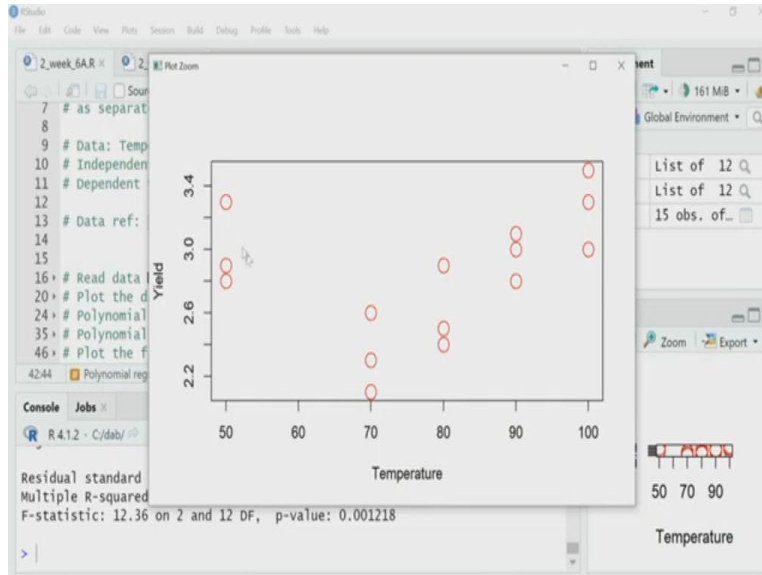 RStudio
File Edit Code View Plots Session Build Debug Profile Tools Help
2_week_6A.R × 2_
Plot Zoom
ment
Sour
161 MiB
Global Environment
7 # as separat
8
9 # Data: Temp
10 # Independen
11 # Dependent
12
13 # Data ref:
14
15
16 # Read data
20 # Plot the d
24 # Polynomial
35 # Polynomial
46 # Plot the f
42:44 Polynomial reg
List of 12
List of 12
15 obs. of…
Yield
3.4
3.0
2.6
2.2
50 60 70 80 90 100
Temperature
Zoom Export
50 70 90
Temperature
Console Jobs ×
R R 4.1.2 · C:/dab/
Residual standard
Multiple R-squared
F-statistic: 12.36 on 2 and 12 DF, p-value: 0.001218
>